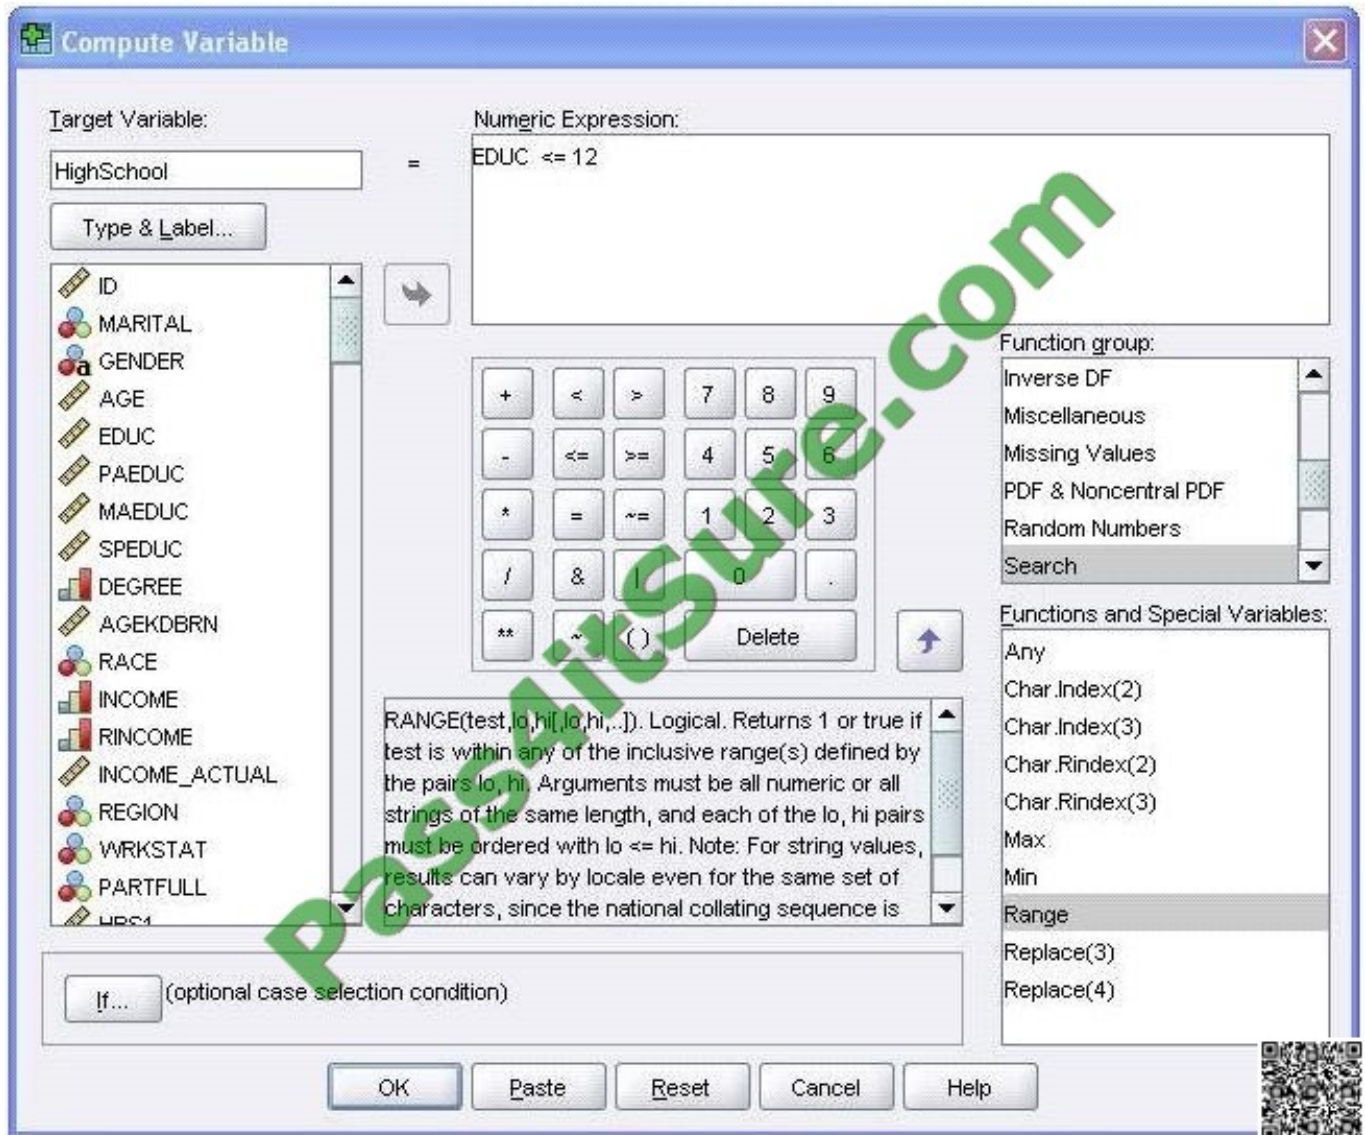 Compute Variable
Target Variable:
HighSchool
=
Numeric Expression:
EDUC <= 12
Type & Label...
ID
MARITAL
GENDER
AGE
EDUC
PAEDUC
MAEDUC
SPEDUC
DEGREE
AGEKDBRN
RACE
INCOME
RINCOME
INCOME_ACTUAL
REGION
WRKSTAT
PARTFULL
HRS1
+ < > 7 8 9
- <= >= 4 5 6
* = ~= 1 2 3
/ & | 0 .
** ~ ( ) Delete
Function group:
Inverse DF
Miscellaneous
Missing Values
PDF & Noncentral PDF
Random Numbers
Search
Functions and Special Variables:
Any
Char.Index(2)
Char.Index(3)
Char.Rindex(2)
Char.Rindex(3)
Max
Min
Range
Replace(3)
Replace(4)
RANGE(test,lo,hi[,lo,hi,..]). Logical. Returns 1 or true if
test is within any of the inclusive range(s) defined by
the pairs lo, hi. Arguments must be all numeric or all
strings of the same length, and each of the lo, hi pairs
must be ordered with lo <= hi. Note: For string values,
results can vary by locale even for the same set of
characters, since the national collating sequence is
If... (optional case selection condition)
OK Paste Reset Cancel Help
Pass4itSure.com